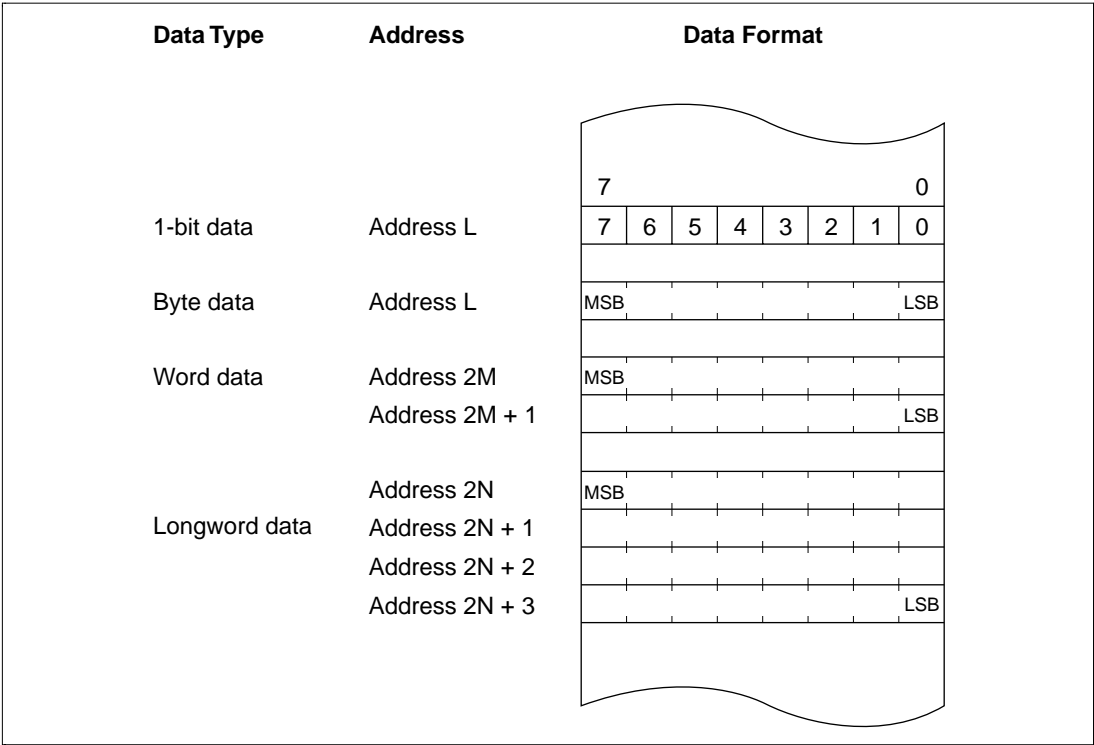 Data Type Address Data Format
7 0
1-bit data Address L 7 6 5 4 3 2 1 0
Byte data Address L MSB LSB
Word data Address 2M MSB
Address 2M + 1 LSB
Address 2N MSB
Longword data Address 2N + 1
Address 2N + 2
Address 2N + 3 LSB